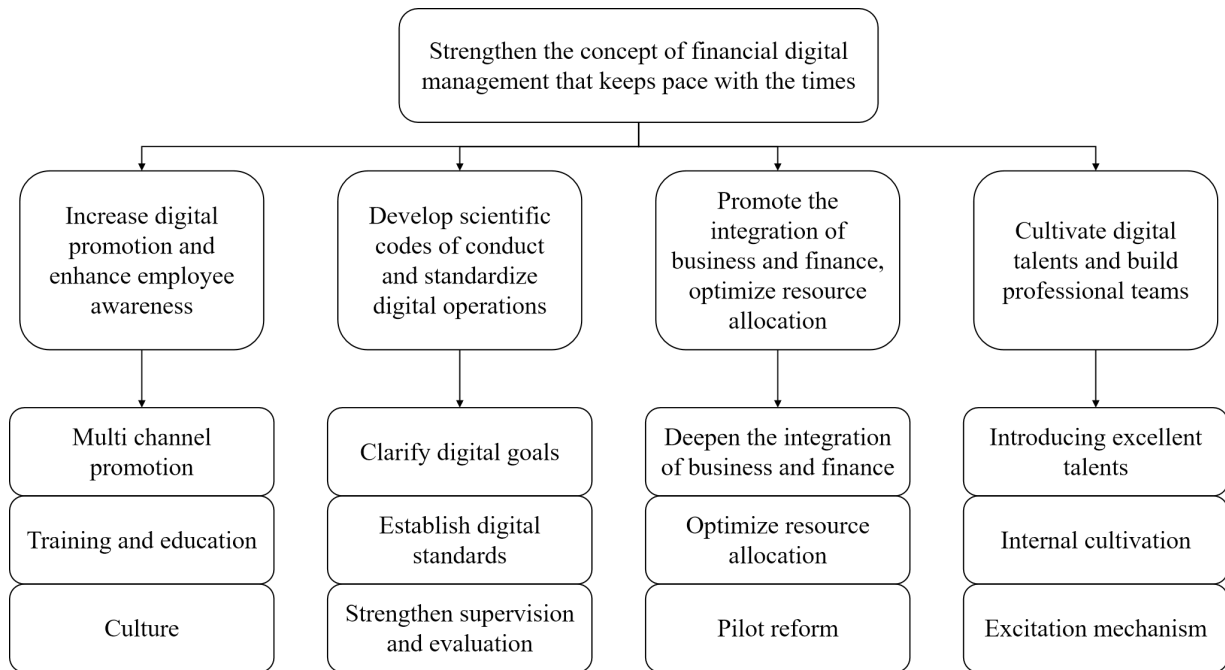 Strengthen the concept of financial digital
management that keeps pace with the times
Increase digital
promotion and
enhance employee
awareness
Develop scientific
codes of conduct
and standardize
digital operations
Promote the
integration of
business and finance,
optimize resource
allocation
Cultivate digital
talents and build
professional teams
Multi channel
promotion
Training and education
Culture
Clarify digital goals
Establish digital
standards
Strengthen supervision
and evaluation
Deepen the integration
of business and finance
Optimize resource
allocation
Pilot reform
Introducing excellent
talents
Internal cultivation
Excitation mechanism